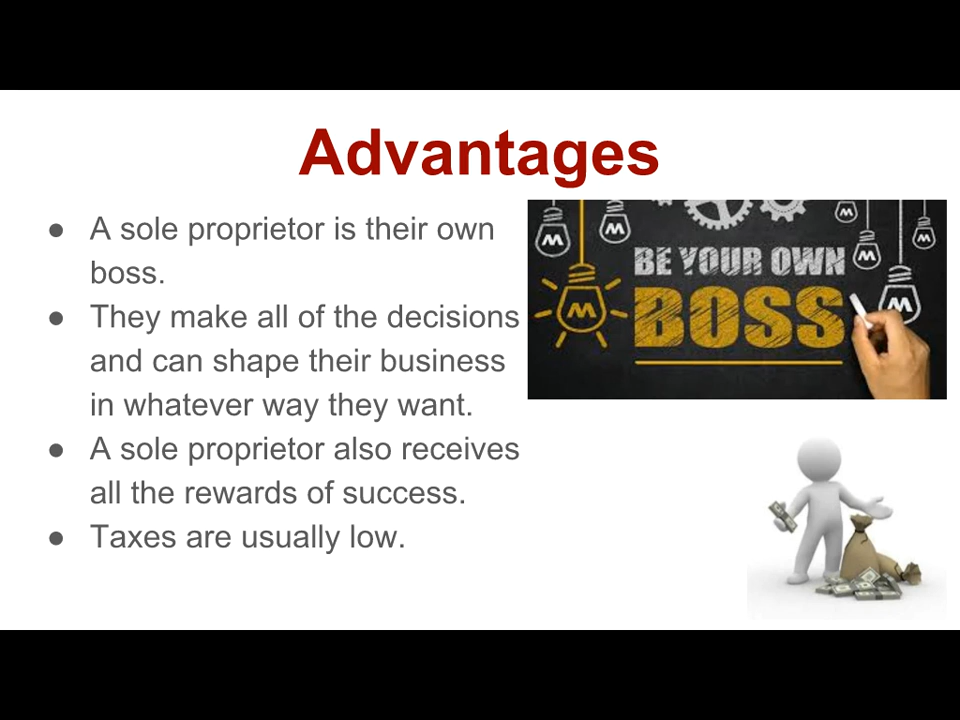 Advantages
● A sole proprietor is their own
boss.
● They make all of the decisions
and can shape their business
in whatever way they want.
● A sole proprietor also receives
all the rewards of success.
● Taxes are usually low.
BE YOUR OWN
BOSS